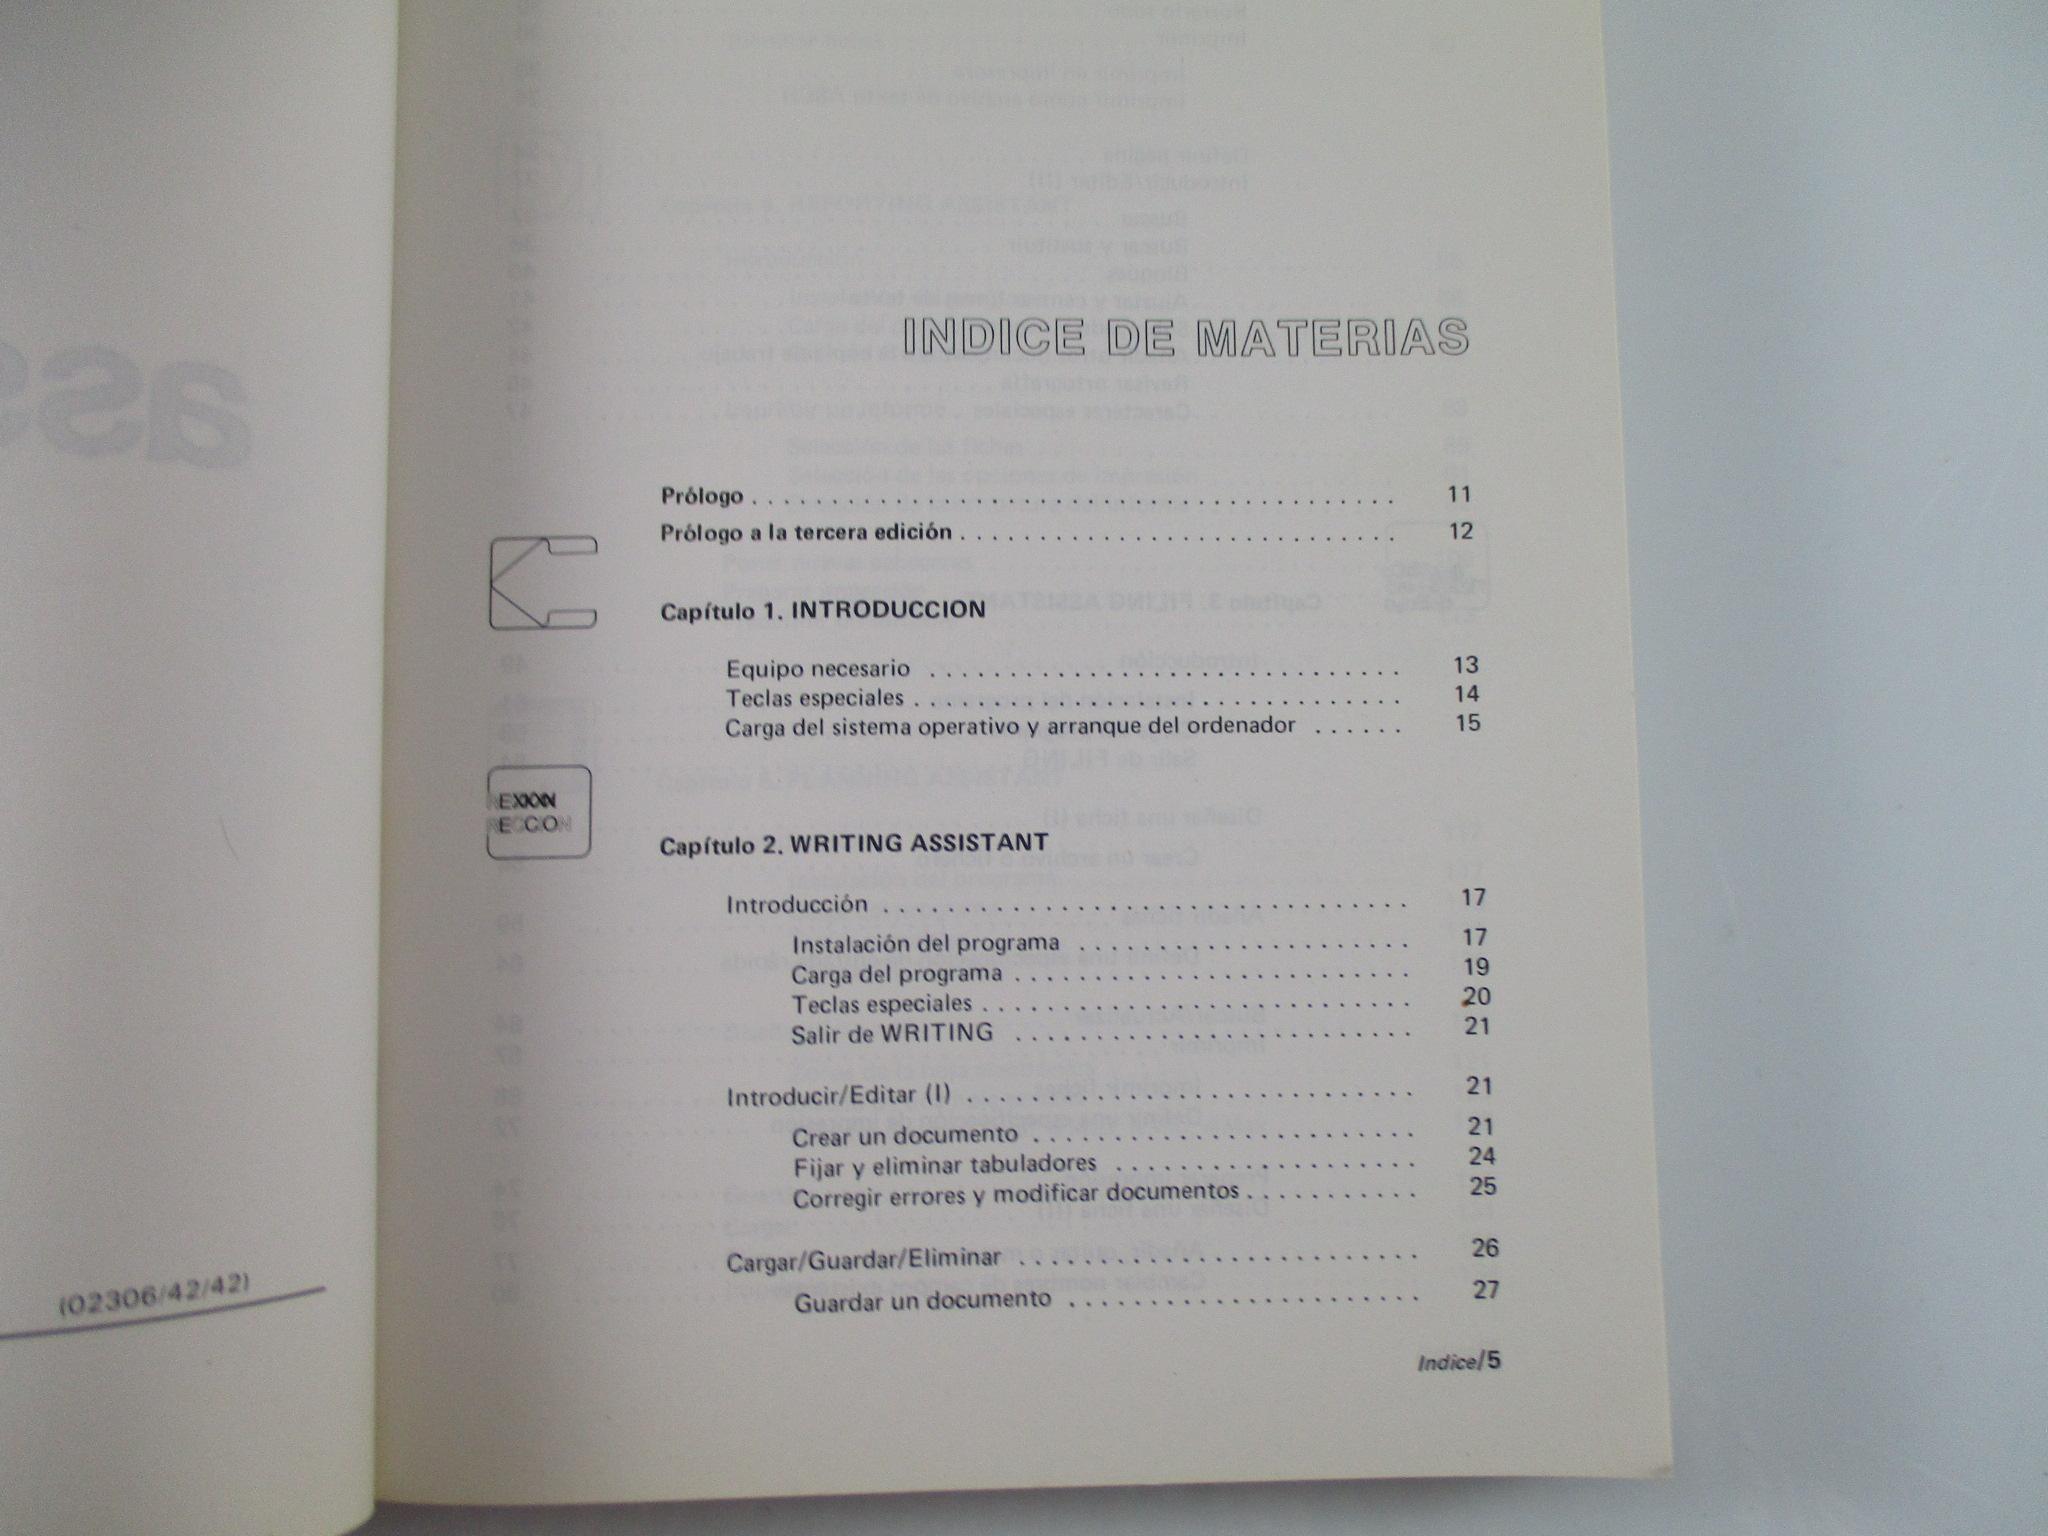 (02306/42/42)
INDICE DE MATERIAS
Prólogo . . . . . . . . . . . . . . . . . . . . . . . . . . . . . . . . . . . . . . . . 11
Prólogo a la tercera edición . . . . . . . . . . . . . . . . . . . . . . . . . . . 12
Capítulo 1. INTRODUCCION
Equipo necesario . . . . . . . . . . . . . . . . . . . . . . . . . . . . . . 13
Teclas especiales . . . . . . . . . . . . . . . . . . . . . . . . . . . . . . . 14
Carga del sistema operativo y arranque del ordenador . . . . . . 15
REXION
RECCION
Capítulo 2. WRITING ASSISTANT
Introducción . . . . . . . . . . . . . . . . . . . . . . . . . . . . . . . . . 17
Instalación del programa . . . . . . . . . . . . . . . . . . . . . 17
Carga del programa . . . . . . . . . . . . . . . . . . . . . . . . . 19
Teclas especiales . . . . . . . . . . . . . . . . . . . . . . . . . . . 20
Salir de WRITING . . . . . . . . . . . . . . . . . . . . . . . . . 21
Introducir/Editar (I) . . . . . . . . . . . . . . . . . . . . . . . . . . . . 21
Crear un documento . . . . . . . . . . . . . . . . . . . . . . . . 21
Fijar y eliminar tabuladores . . . . . . . . . . . . . . . . . . . 24
Corregir errores y modificar documentos . . . . . . . . . . . 25
Cargar/Guardar/Eliminar . . . . . . . . . . . . . . . . . . . . . . . . . 26
Guardar un documento . . . . . . . . . . . . . . . . . . . . . . 27
Indice/5